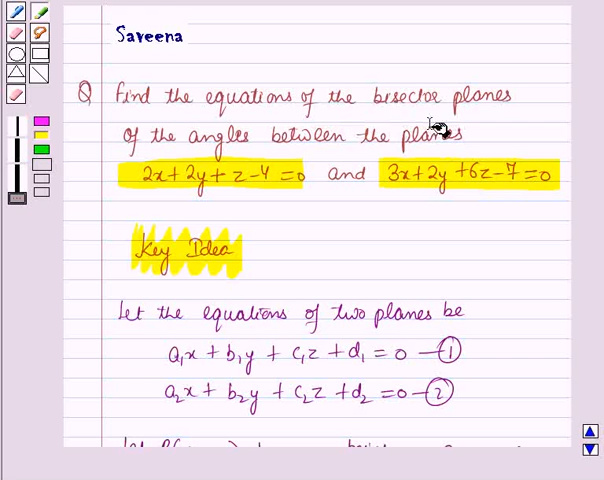 Saveena
Q Find the equations of the bisector planes
of the angles between the planes
2x+2y+z-4=0 and 3x+2y+6z-7=0
Key Idea
Let the equations of two planes be
a₁x + b₁y + c₁z + d₁ = 0 —①
a₂x + b₂y + c₂z + d₂ = 0 —②